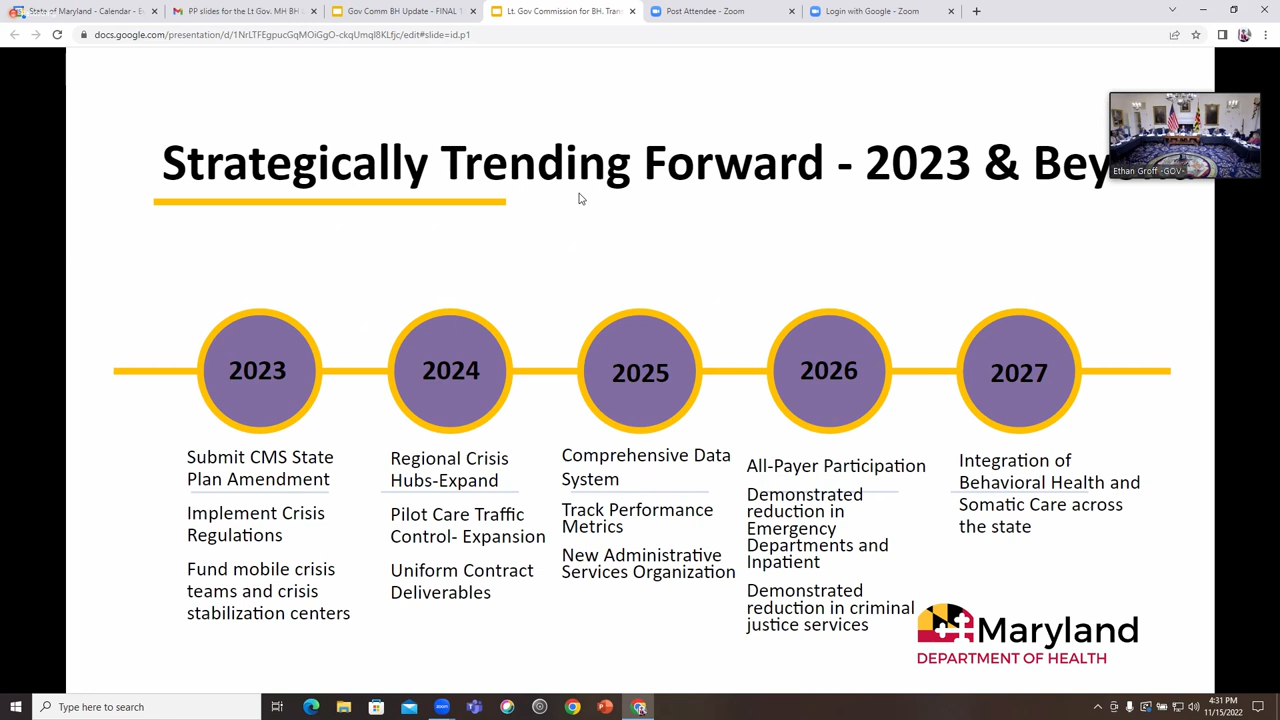 State of Maryland - Calendar -
PP slides for the Lt Gov. MH BH
Gov Comm BH Update - FINAL
Lt. Gov Commission for BH. Tran
Post Attendee - Zoom
Login with Google - Zoom
docs.google.com/presentation/d/1NrLTFEgpucGqMOiGgO-ckqUmqI8KLfjc/edit#slide=id.p1
Strategically Trending Forward - 2023 & Bey
Ethan Groff -GOV-
2023
2024
2025
2026
2027
Submit CMS State
Plan Amendment
Implement Crisis
Regulations
Fund mobile crisis
teams and crisis
stabilization centers
Regional Crisis
Hubs-Expand
Pilot Care Traffic
Control- Expansion
Uniform Contract
Deliverables
Comprehensive Data
System
Track Performance
Metrics
New Administrative
Services Organization
All-Payer Participation
Demonstrated
reduction in
Emergency
Departments and
Inpatient
Demonstrated
reduction in criminal
justice services
Integration of
Behavioral Health and
Somatic Care across
the state
Maryland
DEPARTMENT OF HEALTH
Type here to search
4:31 PM
11/15/2022